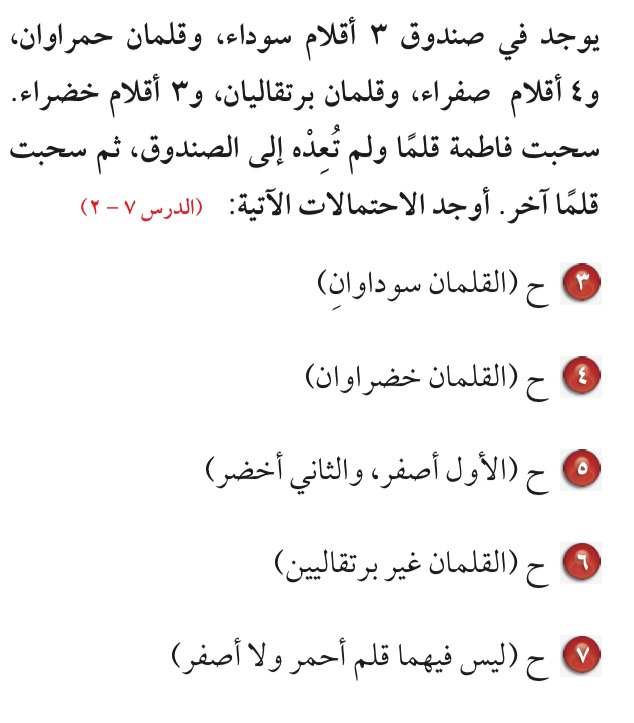 يوجد في صندوق ٣ أقلام سوداء، وقلمان حمراوان،
و٤ أقلام صفراء، وقلمان برتقاليان، و٣ أقلام خضراء.
سحبت فاطمة قلمًا ولم تُعِدْه إلى الصندوق، ثم سحبت
قلمًا آخر. أوجد الاحتمالات الآتية: (الدرس ٧ – ٢)
٣ ح (القلمان سوداوانِ)
٤ ح (القلمان خضراوان)
٥ ح (الأول أصفر، والثاني أخضر)
٦ ح (القلمان غير برتقاليين)
٧ ح (ليس فيهما قلم أحمر ولا أصفر)